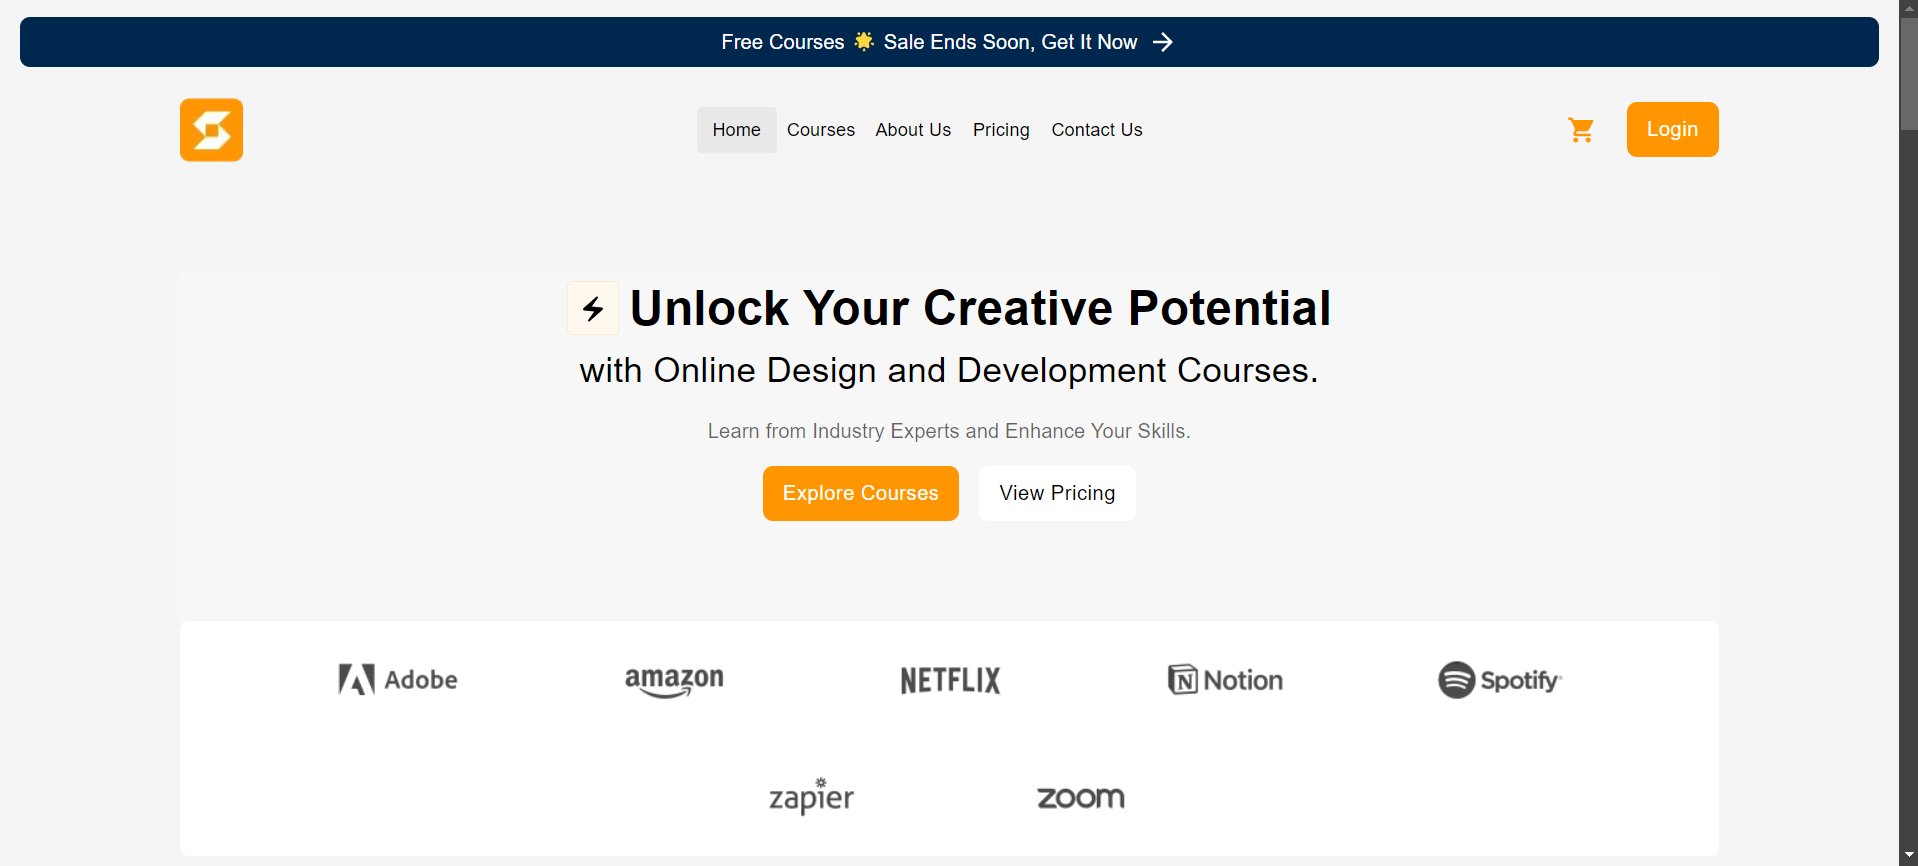 Free Courses 🌟 Sale Ends Soon, Get It Now →
Home Courses About Us Pricing Contact Us Login
Unlock Your Creative Potential
with Online Design and Development Courses.
Learn from Industry Experts and Enhance Your Skills.
Explore Courses View Pricing
Adobe amazon NETFLIX Notion Spotify
zapier zoom